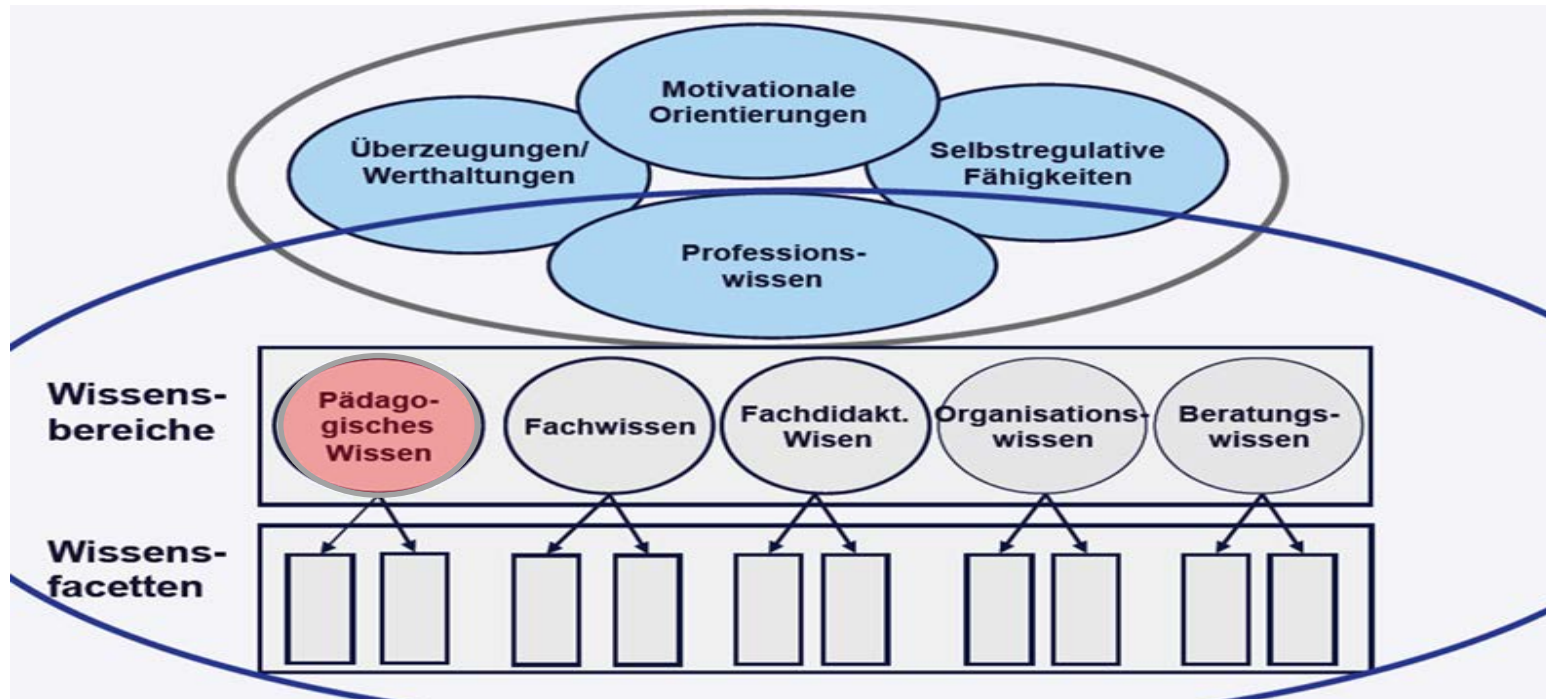 Motivationale
Orientierungen
Überzeugungen/
Werthaltungen
Selbstregulative
Fähigkeiten
Professions-
wissen
Wissens-
bereiche
Pädago-
gisches
Wissen
Fachwissen
Fachdidakt.
Wisen
Organisations-
wissen
Beratungs-
wissen
Wissens-
facetten